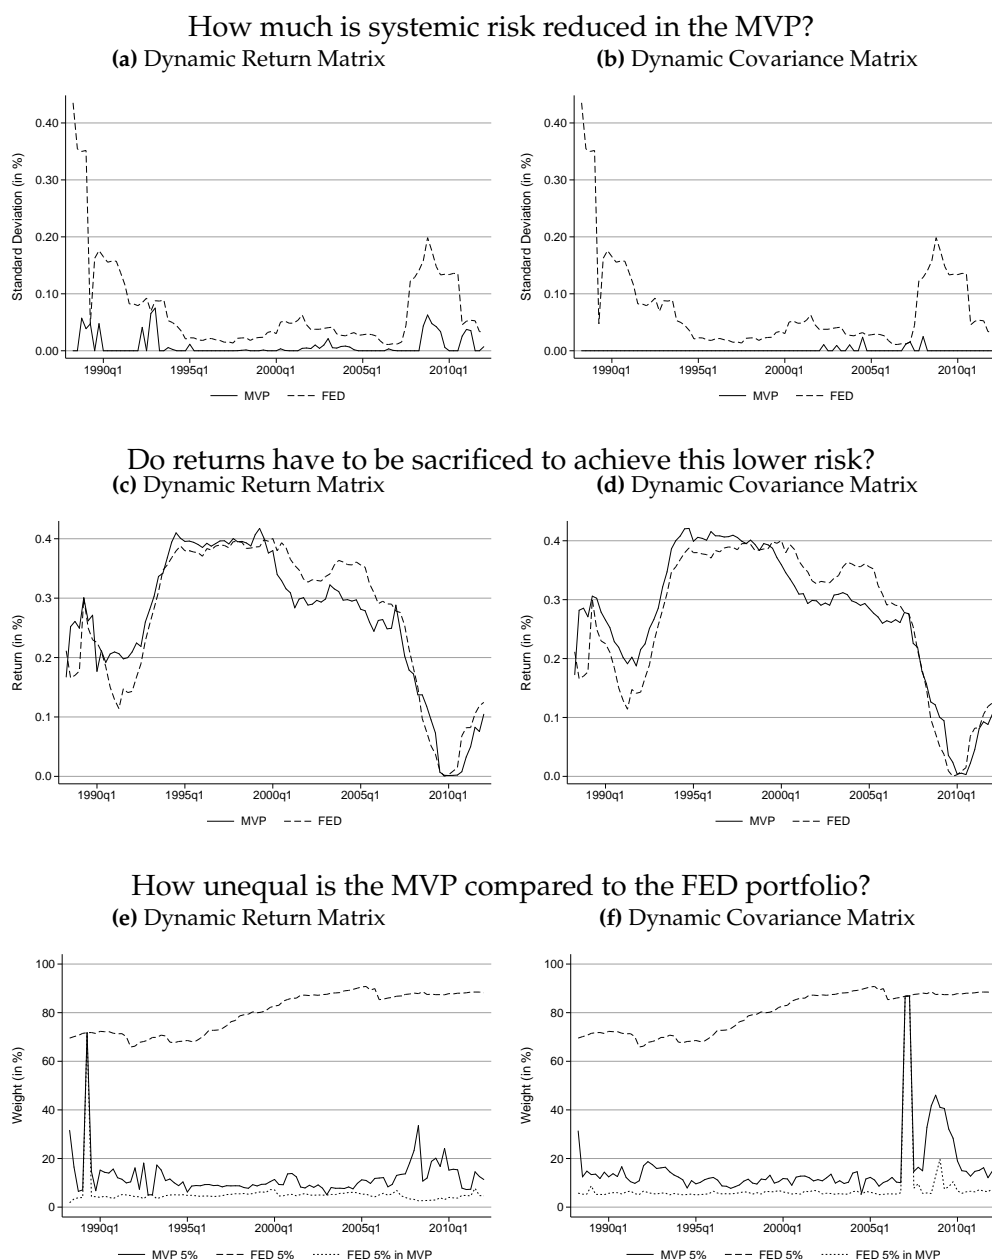 How much is systemic risk reduced in the MVP?
(a) Dynamic Return Matrix
(b) Dynamic Covariance Matrix
Standard Deviation (in %)
0.40
0.30
0.20
0.10
0.00
1990q1 1995q1 2000q1 2005q1 2010q1
MVP FED
Standard Deviation (in %)
0.40
0.30
0.20
0.10
0.00
1990q1 1995q1 2000q1 2005q1 2010q1
MVP FED
Do returns have to be sacrificed to achieve this lower risk?
(c) Dynamic Return Matrix
(d) Dynamic Covariance Matrix
Return (in %)
0.4
0.3
0.2
0.1
0.0
1990q1 1995q1 2000q1 2005q1 2010q1
MVP FED
Return (in %)
0.4
0.3
0.2
0.1
0.0
1990q1 1995q1 2000q1 2005q1 2010q1
MVP FED
How unequal is the MVP compared to the FED portfolio?
(e) Dynamic Return Matrix
(f) Dynamic Covariance Matrix
Weight (in %)
100
80
60
40
20
0
1990q1 1995q1 2000q1 2005q1 2010q1
MVP 5% FED 5% FED 5% in MVP
Weight (in %)
100
80
60
40
20
0
1990q1 1995q1 2000q1 2005q1 2010q1
MVP 5% FED 5% FED 5% in MVP